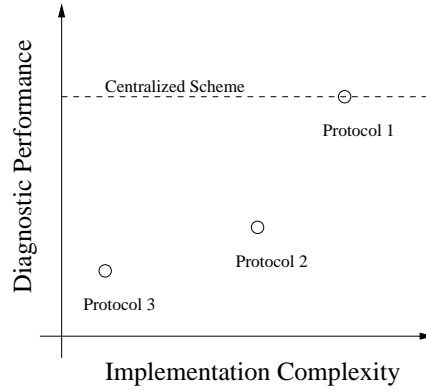 Diagnostic Performance
Centralized Scheme
Protocol 1
Protocol 2
Protocol 3
Implementation Complexity